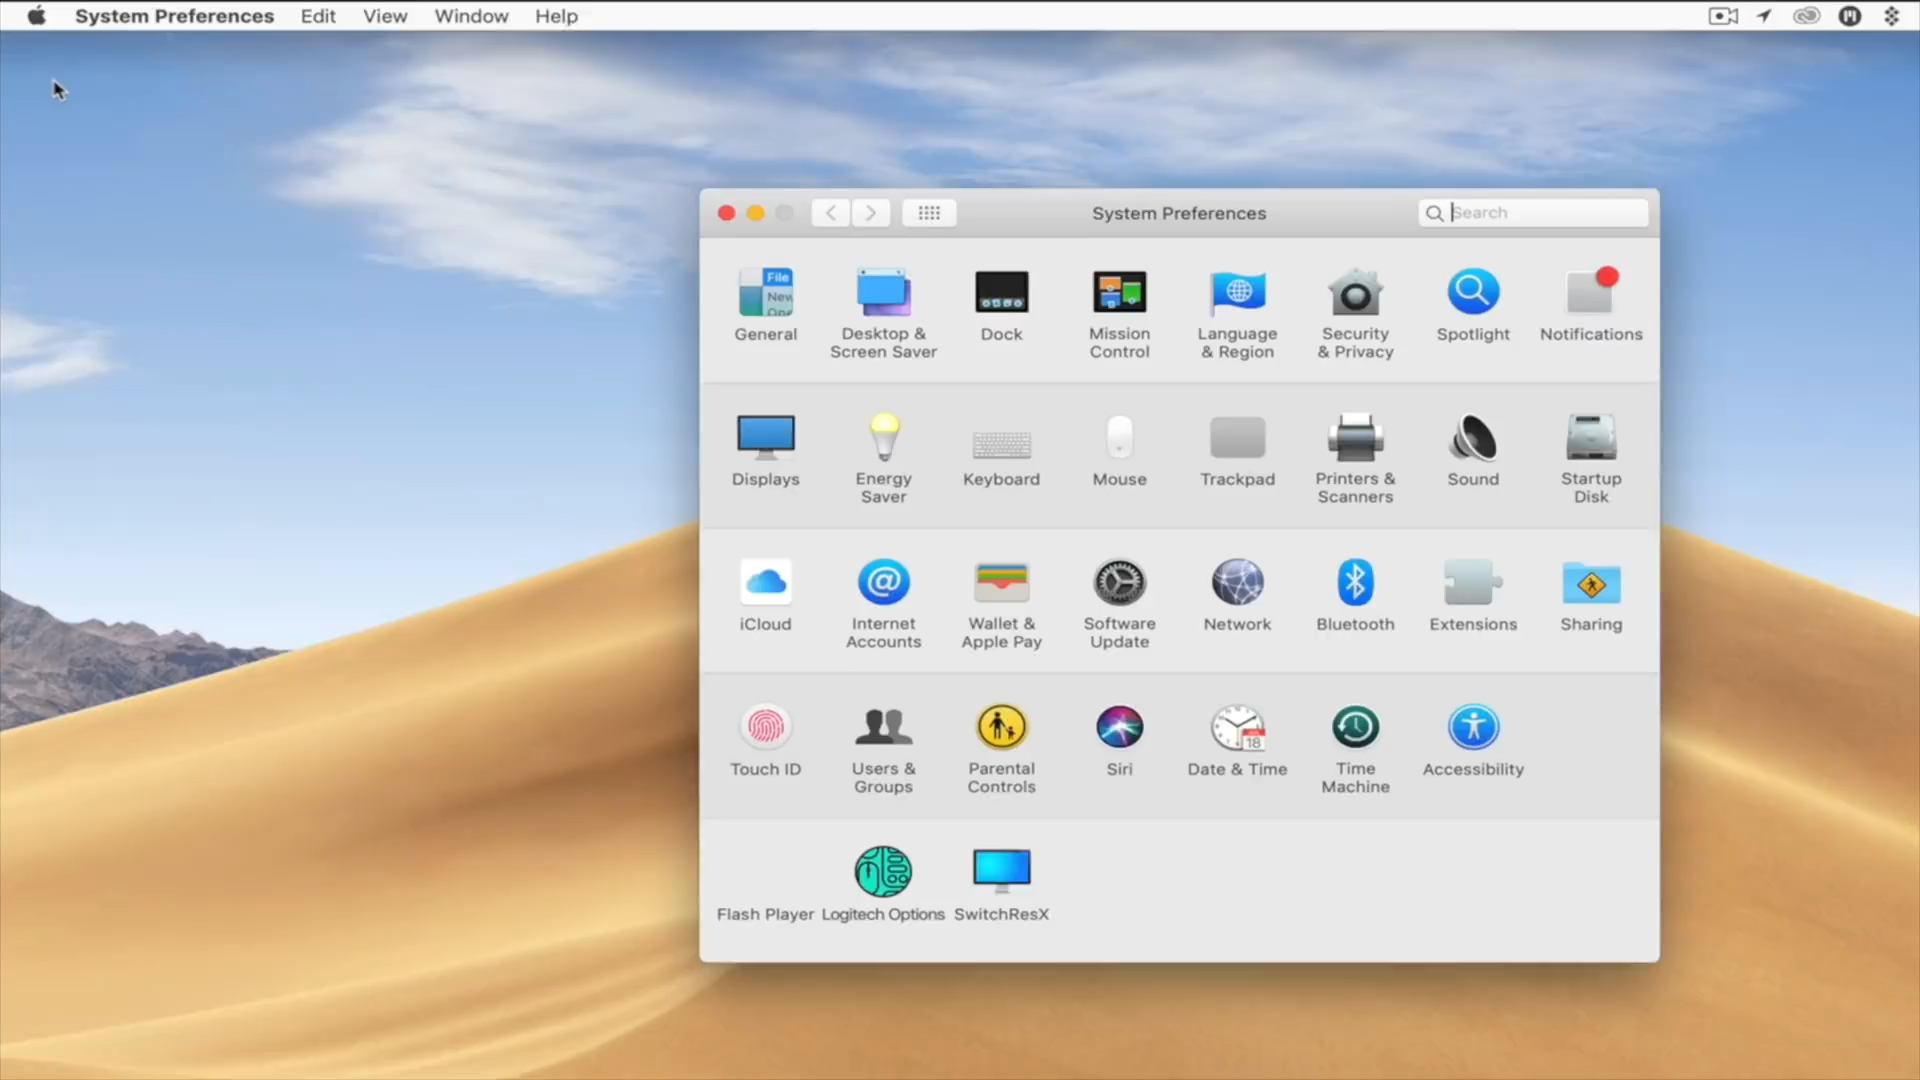 System Preferences Edit View Window Help
System Preferences
Search
File
New
General
Desktop &
Screen Saver
Dock
Mission
Control
Language
& Region
Security
& Privacy
Spotlight
Notifications
Displays
Energy
Saver
Keyboard
Mouse
Trackpad
Printers &
Scanners
Sound
Startup
Disk
iCloud
@
Internet
Accounts
Wallet &
Apple Pay
Software
Update
Network
Bluetooth
Extensions
Sharing
Touch ID
Users &
Groups
Parental
Controls
Siri
18
Date & Time
Time
Machine
Accessibility
Flash Player
Logitech Options
SwitchResX